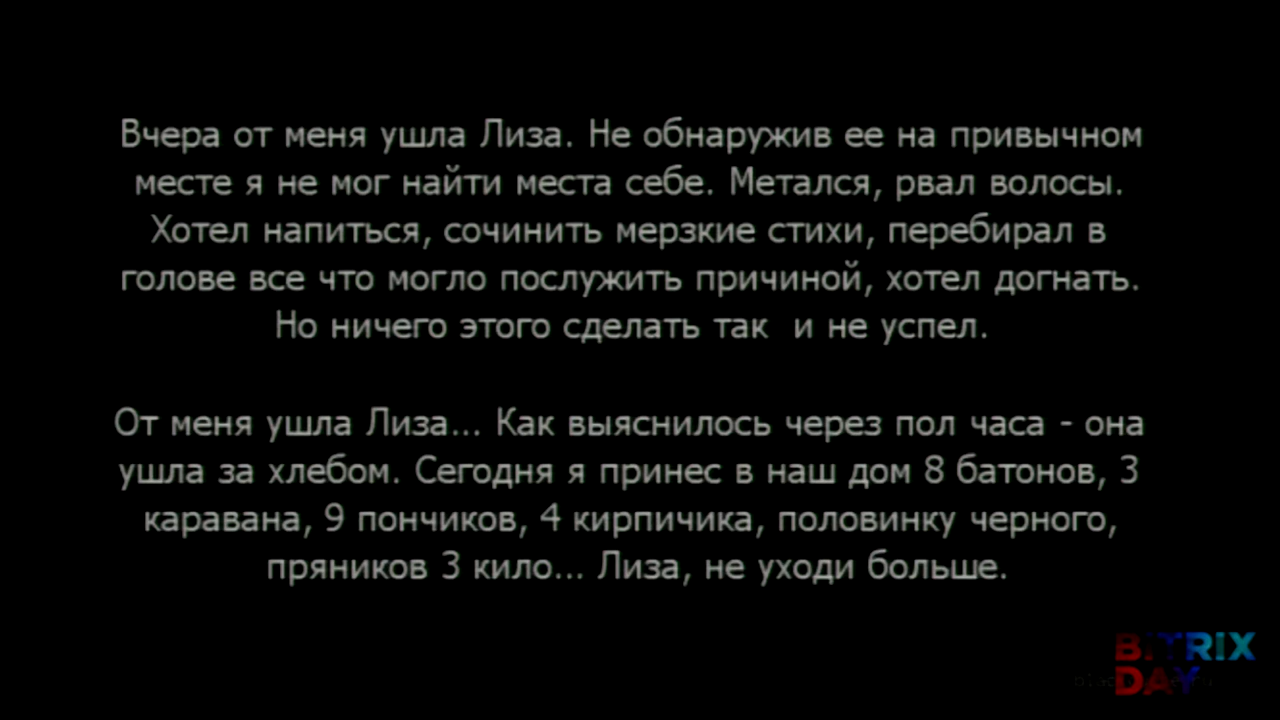 Вчера от меня ушла Лиза. Не обнаружив ее на привычном
месте я не мог найти места себе. Метался, рвал волосы.
Хотел напиться, сочинить мерзкие стихи, перебирал в
голове все что могло послужить причиной, хотел догнать.
Но ничего этого сделать так  и не успел.
От меня ушла Лиза... Как выяснилось через пол часа - она
ушла за хлебом. Сегодня я принес в наш дом 8 батонов, 3
каравана, 9 пончиков, 4 кирпичика, половинку черного,
пряников 3 кило... Лиза, не уходи больше.
BITRIX
DAY